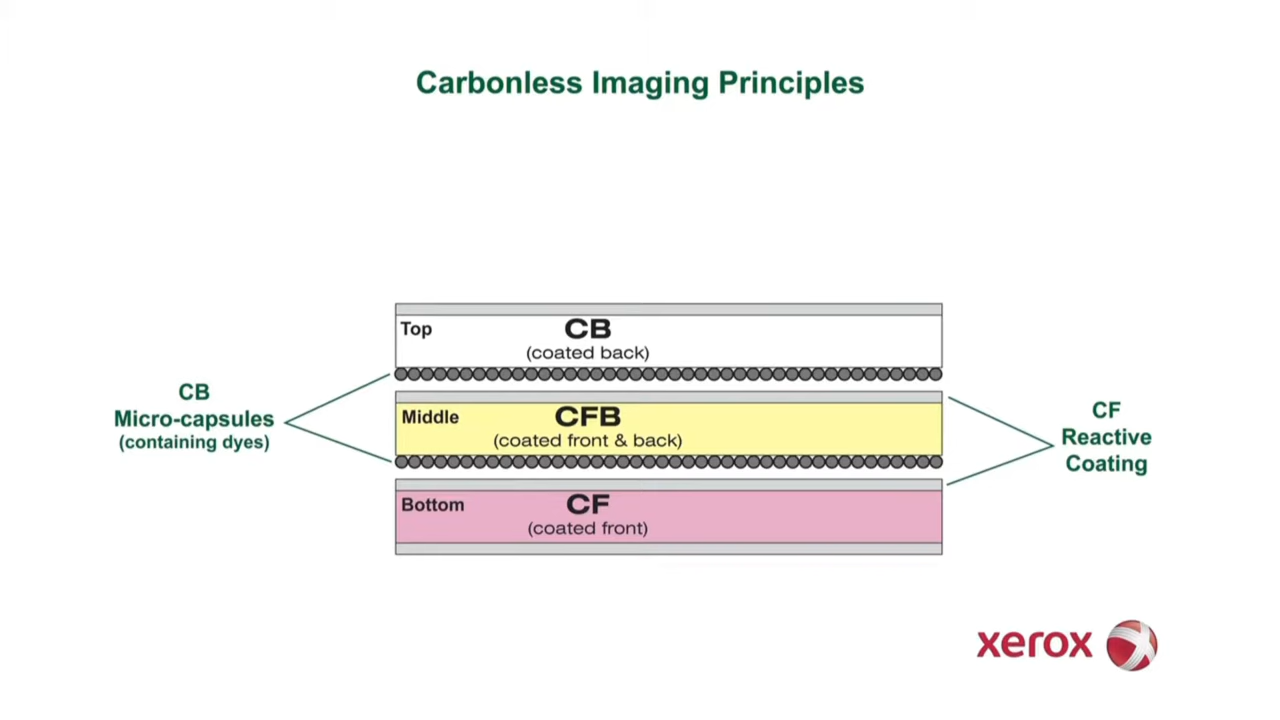 Carbonless Imaging Principles
Top
CB
(coated back)
CB
Micro-capsules
(containing dyes)
Middle
CFB
(coated front & back)
CF
Reactive
Coating
Bottom
CF
(coated front)
xerox